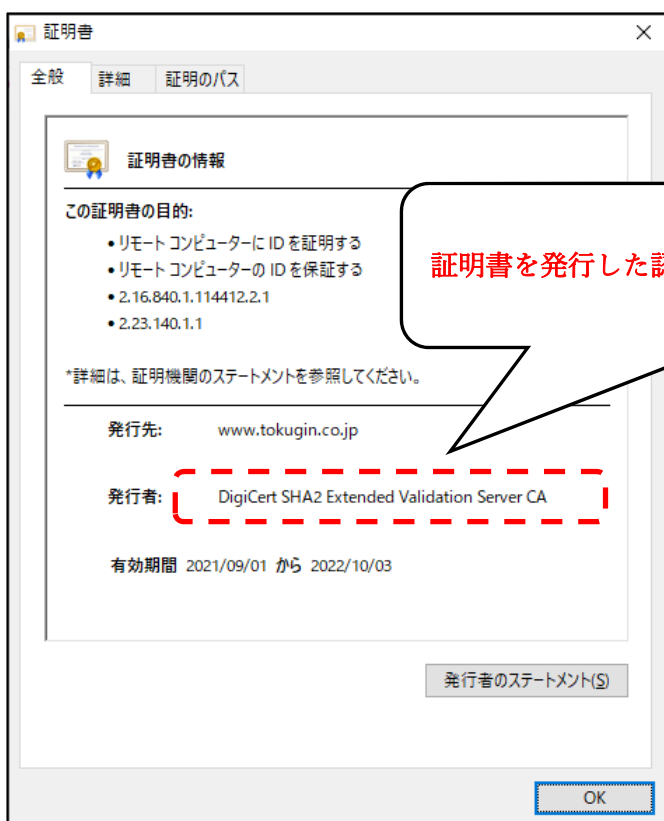 証明書
全般 詳細 証明のパス
証明書の情報
この証明書の目的:
• リモート コンピューターに ID を証明する
• リモート コンピューターの ID を保証する
• 2.16.840.1.114412.2.1
• 2.23.140.1.1
証明書を発行した認
*詳細は、証明機関のステートメントを参照してください。
発行先: www.tokugin.co.jp
発行者: DigiCert SHA2 Extended Validation Server CA
有効期間 2021/09/01 から 2022/10/03
発行者のステートメント(S)
OK